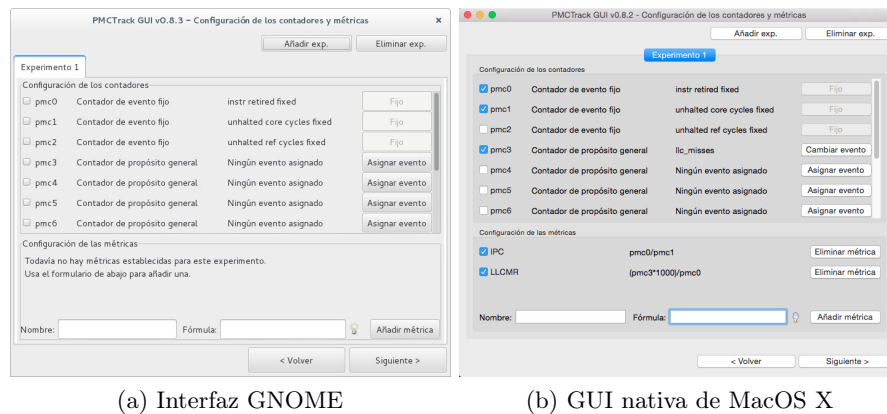 PMCTrack GUI v0.8.3 – Configuración de los contadores y métricas
×
Añadir exp.
Eliminar exp.
Experimento 1
Configuración de los contadores
pmc0 Contador de evento fijo instr retired fixed Fijo
pmc1 Contador de evento fijo unhalted core cycles fixed Fijo
pmc2 Contador de evento fijo unhalted ref cycles fixed Fijo
pmc3 Contador de propósito general Ningún evento asignado Asignar evento
pmc4 Contador de propósito general Ningún evento asignado Asignar evento
pmc5 Contador de propósito general Ningún evento asignado Asignar evento
pmc6 Contador de propósito general Ningún evento asignado Asignar evento
Configuración de las métricas
Todavía no hay métricas establecidas para este experimento.
Usa el formulario de abajo para añadir una.
Nombre: Fórmula: Añadir métrica
< Volver Siguiente >
(a) Interfaz GNOME
PMCTrack GUI v0.8.2 - Configuración de los contadores y métricas
Añadir exp. Eliminar exp.
Experimento 1
Configuración de los contadores
pmc0 Contador de evento fijo instr retired fixed Fijo
pmc1 Contador de evento fijo unhalted core cycles fixed Fijo
pmc2 Contador de evento fijo unhalted ref cycles fixed Fijo
pmc3 Contador de propósito general llc_misses Cambiar evento
pmc4 Contador de propósito general Ningún evento asignado Asignar evento
pmc5 Contador de propósito general Ningún evento asignado Asignar evento
pmc6 Contador de propósito general Ningún evento asignado Asignar evento
Configuración de las métricas
IPC pmc0/pmc1 Eliminar métrica
LLCMR (pmc3*1000)/pmc0 Eliminar métrica
Nombre: Fórmula: Añadir métrica
< Volver Siguiente >
(b) GUI nativa de MacOS X